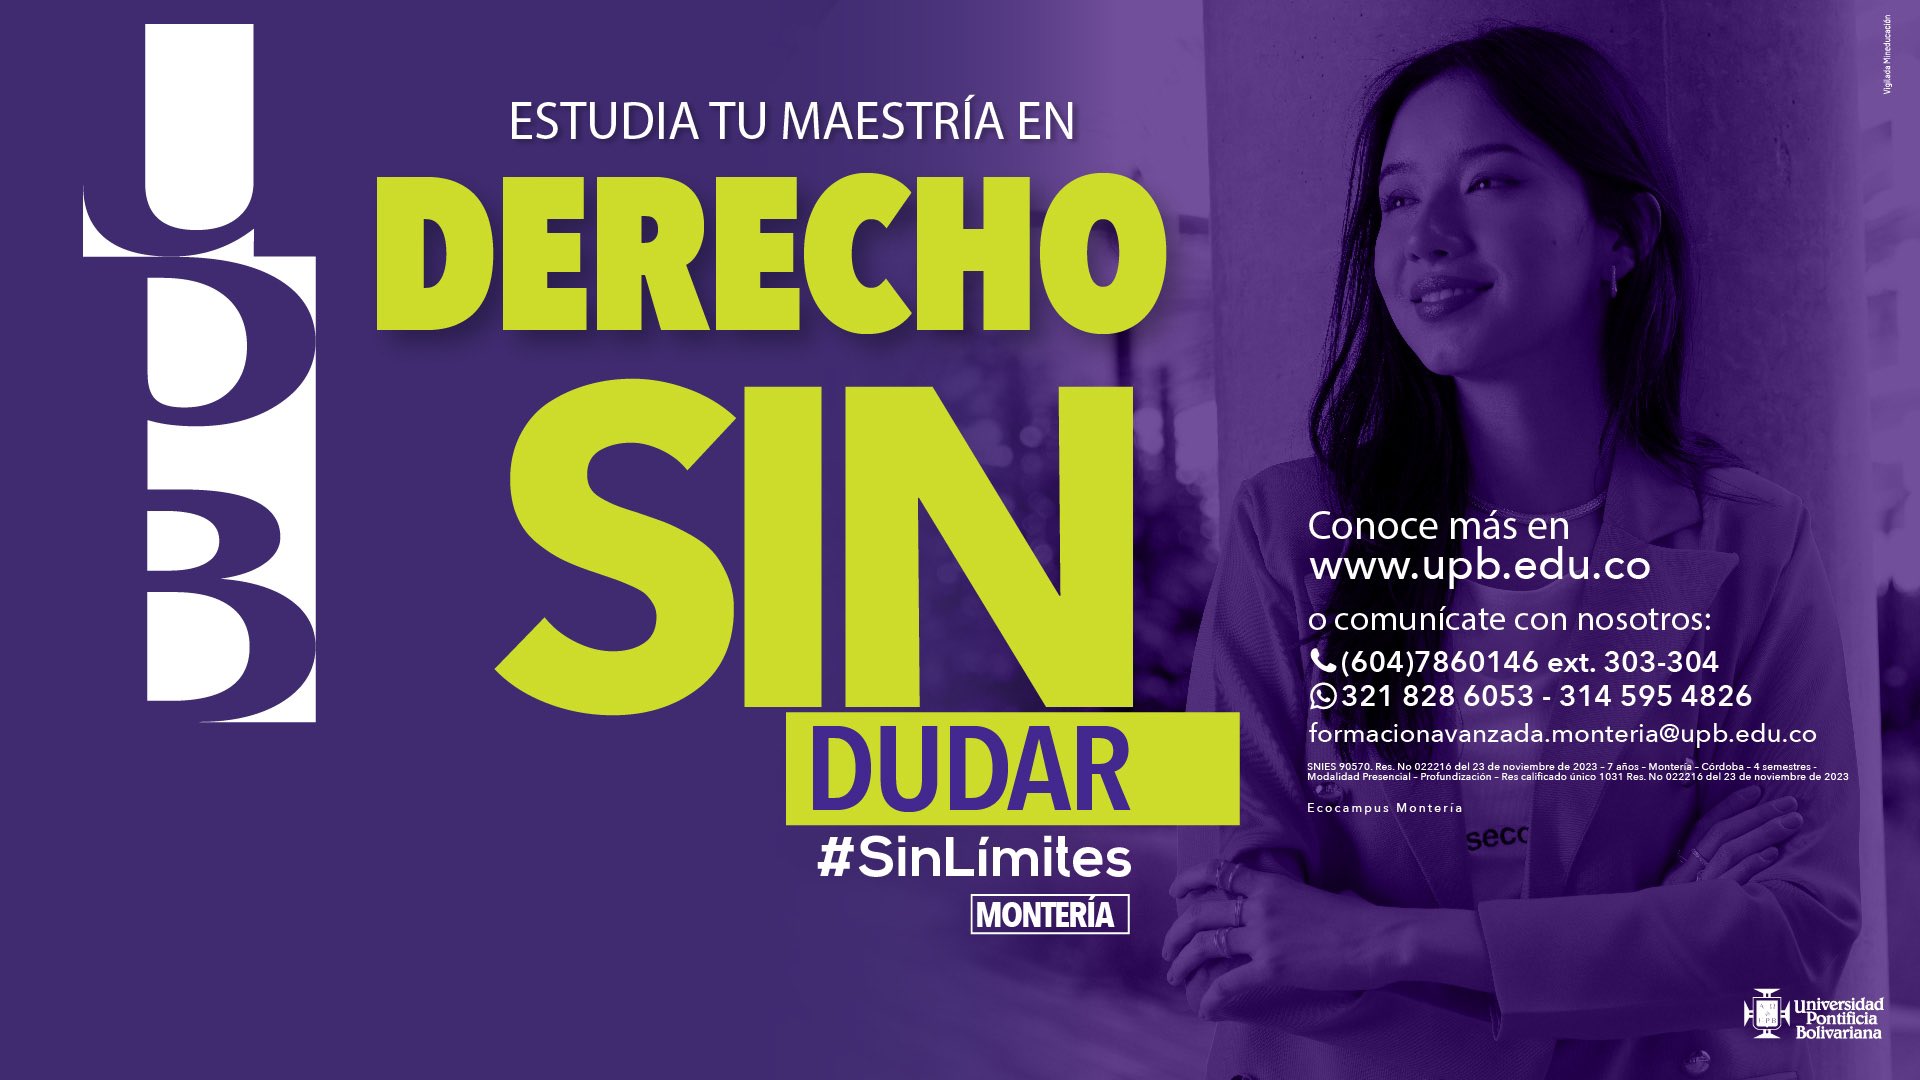 UPB
ESTUDIA TU MAESTRÍA EN
DERECHO
SIN
DUDAR
#SinLímites
MONTERÍA
Vigilada Mineducación
Conoce más en
www.upb.edu.co
o comunícate con nosotros:
(604)7860146 ext. 303-304
321 828 6053 - 314 595 4826
formacionavanzada.monteria@upb.edu.co
SNIES 90570. Res. No 022216 del 23 de noviembre de 2023 – 7 años – Montería – Córdoba – 4 semestres -
Modalidad Presencial – Profundización – Res calificado único 1031 Res. No 022216 del 23 de noviembre de 2023
Ecocampus Montería
seco
Universidad
Pontificia
Bolivariana